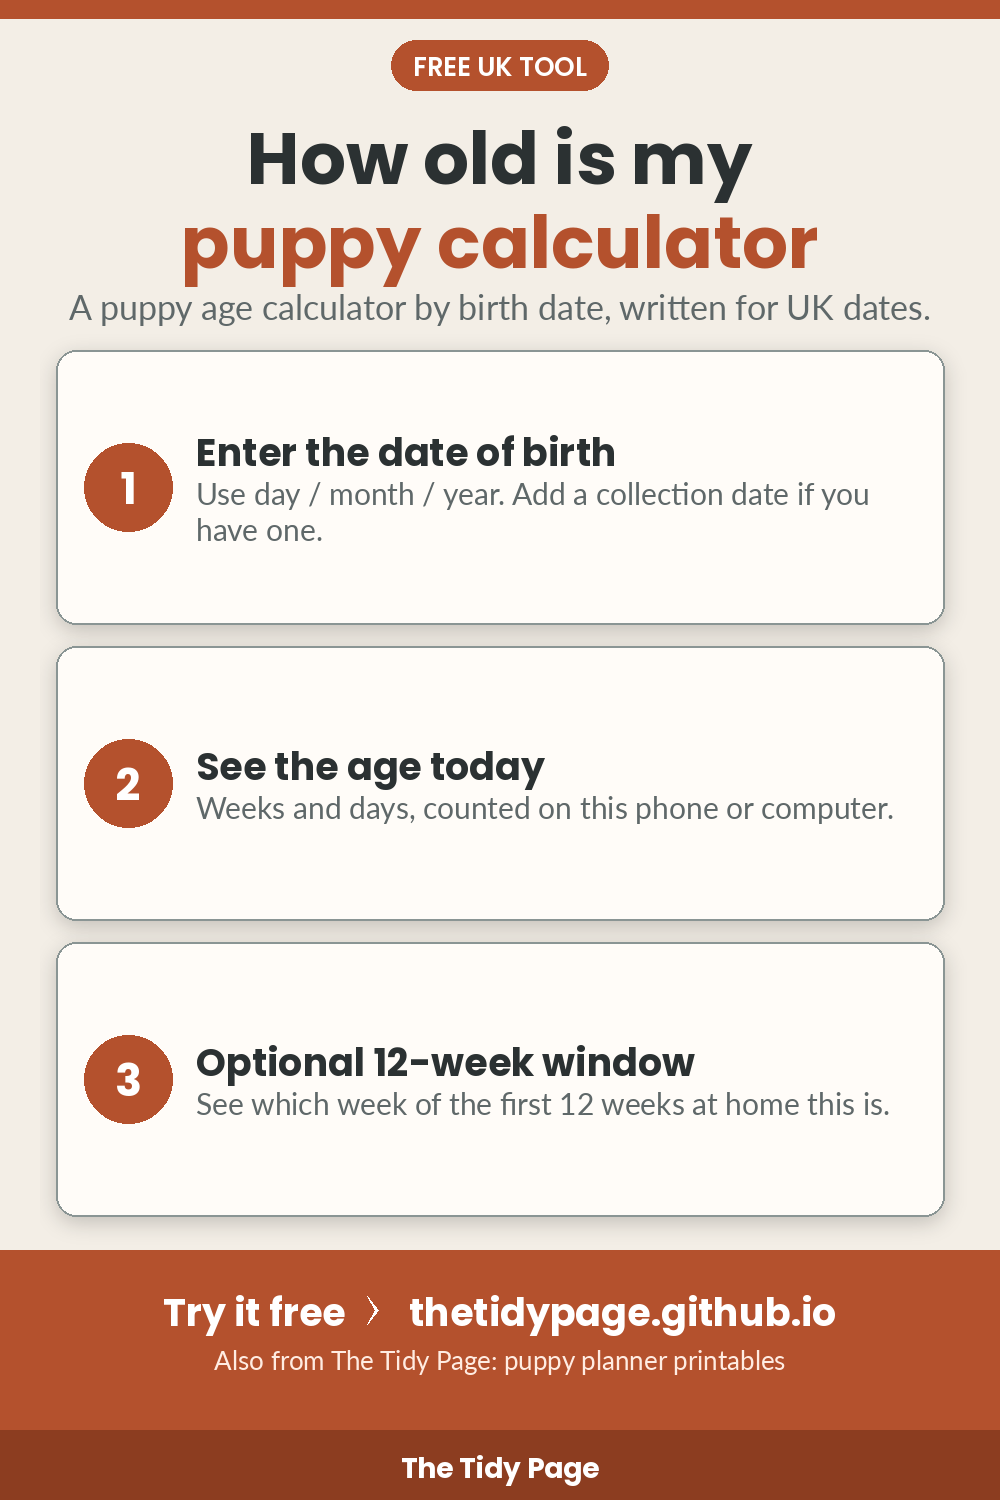 FREE UK TOOL
How old is my
puppy calculator
A puppy age calculator by birth date, written for UK dates.
1
Enter the date of birth
Use day / month / year. Add a collection date if you
have one.
2
See the age today
Weeks and days, counted on this phone or computer.
3
Optional 12-week window
See which week of the first 12 weeks at home this is.
Try it free 〉 thetidypage.github.io
Also from The Tidy Page: puppy planner printables
The Tidy Page